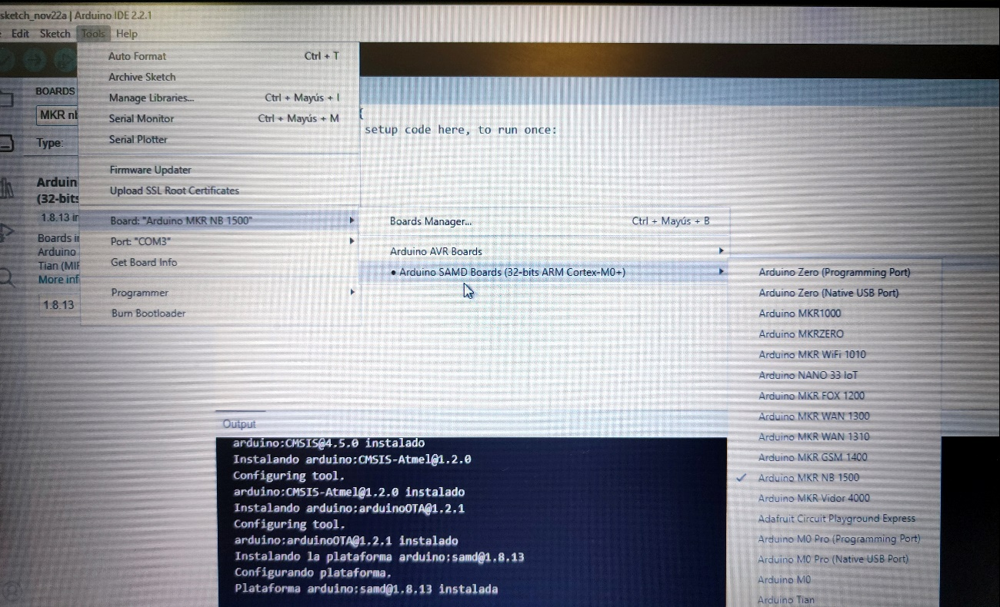 sketch_nov22a | Arduino IDE 2.2.1
Edit Sketch Tools Help
Auto Format Ctrl + T
Archive Sketch
Manage Libraries... Ctrl + Mayús + I
Serial Monitor Ctrl + Mayús + M
Serial Plotter
Firmware Updater
Upload SSL Root Certificates
Board: "Arduino MKR NB 1500"
Port: "COM3"
Get Board Info
Programmer
Burn Bootloader
BOARDS
MKR nb
Type:
Arduin
(32-bits
1.8.13 in
Boards in
Arduino
Tian (MIP
More inf
1.8.13
{
setup code here, to run once:
Boards Manager... Ctrl + Mayús + B
Arduino AVR Boards
• Arduino SAMD Boards (32-bits ARM Cortex-M0+)
Arduino Zero (Programming Port)
Arduino Zero (Native USB Port)
Arduino MKR1000
Arduino MKRZERO
Arduino MKR WiFi 1010
Arduino NANO 33 IoT
Arduino MKR FOX 1200
Arduino MKR WAN 1300
Arduino MKR WAN 1310
Arduino MKR GSM 1400
✓ Arduino MKR NB 1500
Arduino MKR Vidor 4000
Adafruit Circuit Playground Express
Arduino M0 Pro (Programming Port)
Arduino M0 Pro (Native USB Port)
Arduino M0
Arduino Tian
Output
arduino:CMSIS@4.5.0 instalado
Instalando arduino:CMSIS-Atmel@1.2.0
Configuring tool.
arduino:CMSIS-Atmel@1.2.0 instalado
Instalando arduino:arduinoOTA@1.2.1
Configuring tool.
arduino:arduinoOTA@1.2.1 instalado
Instalando la plataforma arduino:samd@1.8.13
Configurando plataforma.
Plataforma arduino:samd@1.8.13 instalada